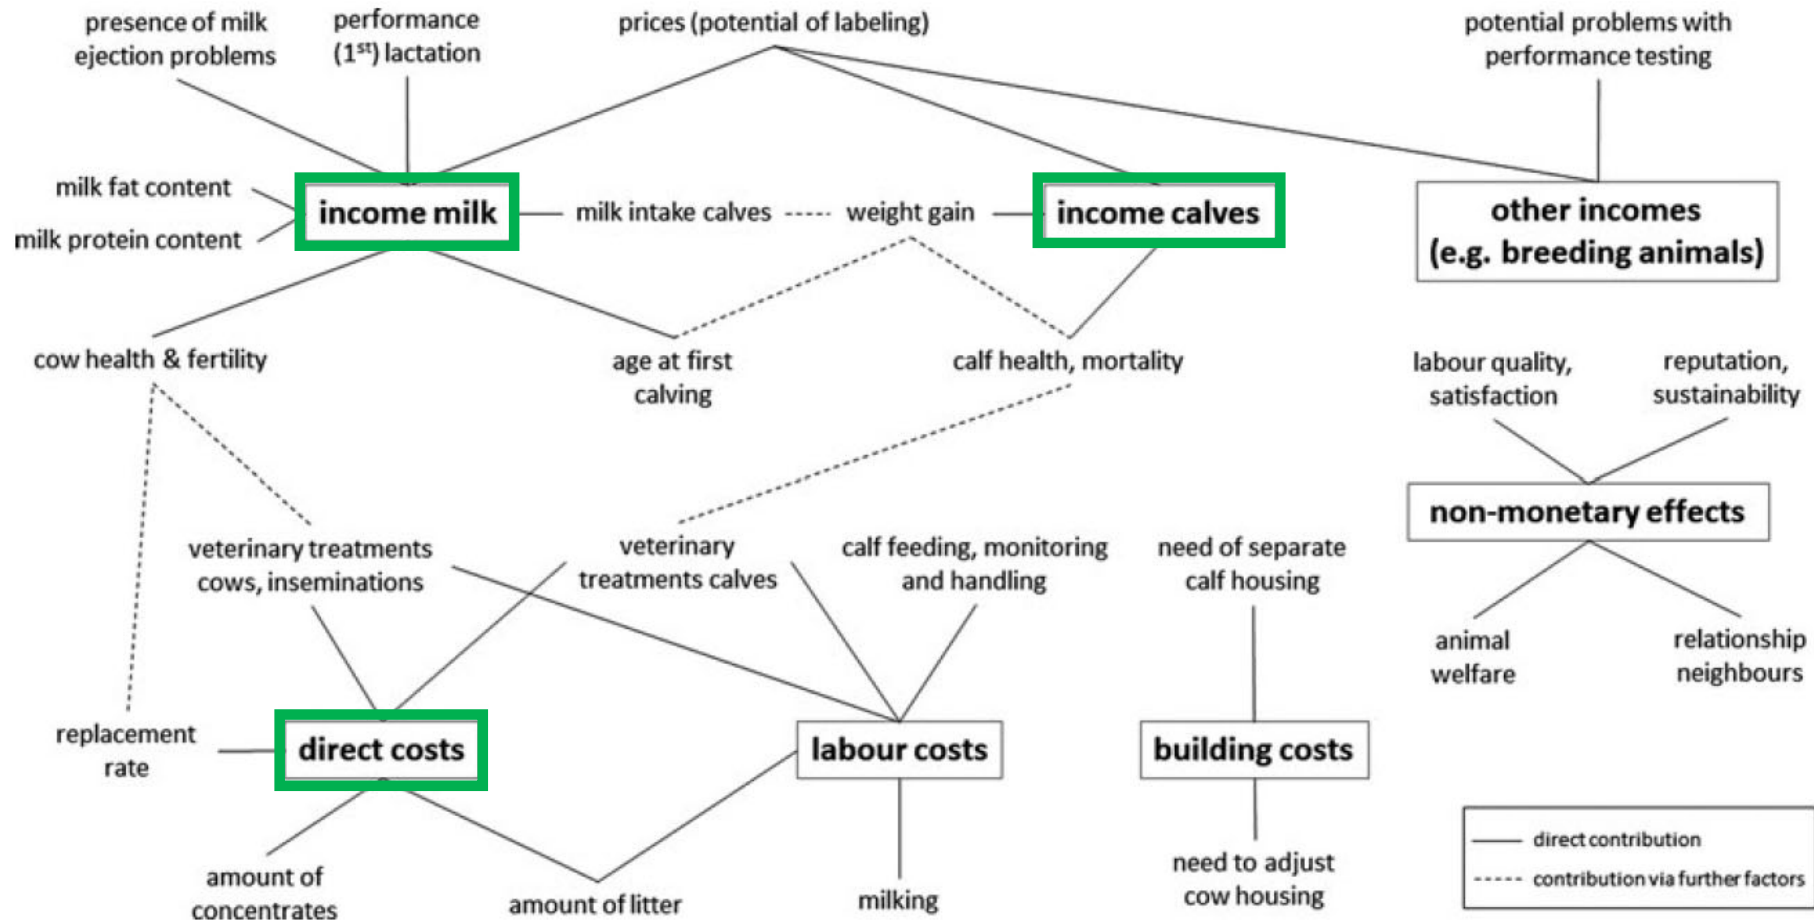 presence of milk
ejection problems
performance
(1st) lactation
prices (potential of labeling)
potential problems with
performance testing
milk fat content
milk protein content
income milk
milk intake calves
weight gain
income calves
other incomes
(e.g. breeding animals)
cow health & fertility
age at first
calving
calf health, mortality
labour quality,
satisfaction
reputation,
sustainability
non-monetary effects
veterinary treatments
cows, inseminations
veterinary
treatments calves
calf feeding, monitoring
and handling
need of separate
calf housing
animal
welfare
relationship
neighbours
replacement
rate
direct costs
labour costs
building costs
amount of
concentrates
amount of litter
milking
need to adjust
cow housing
direct contribution
contribution via further factors